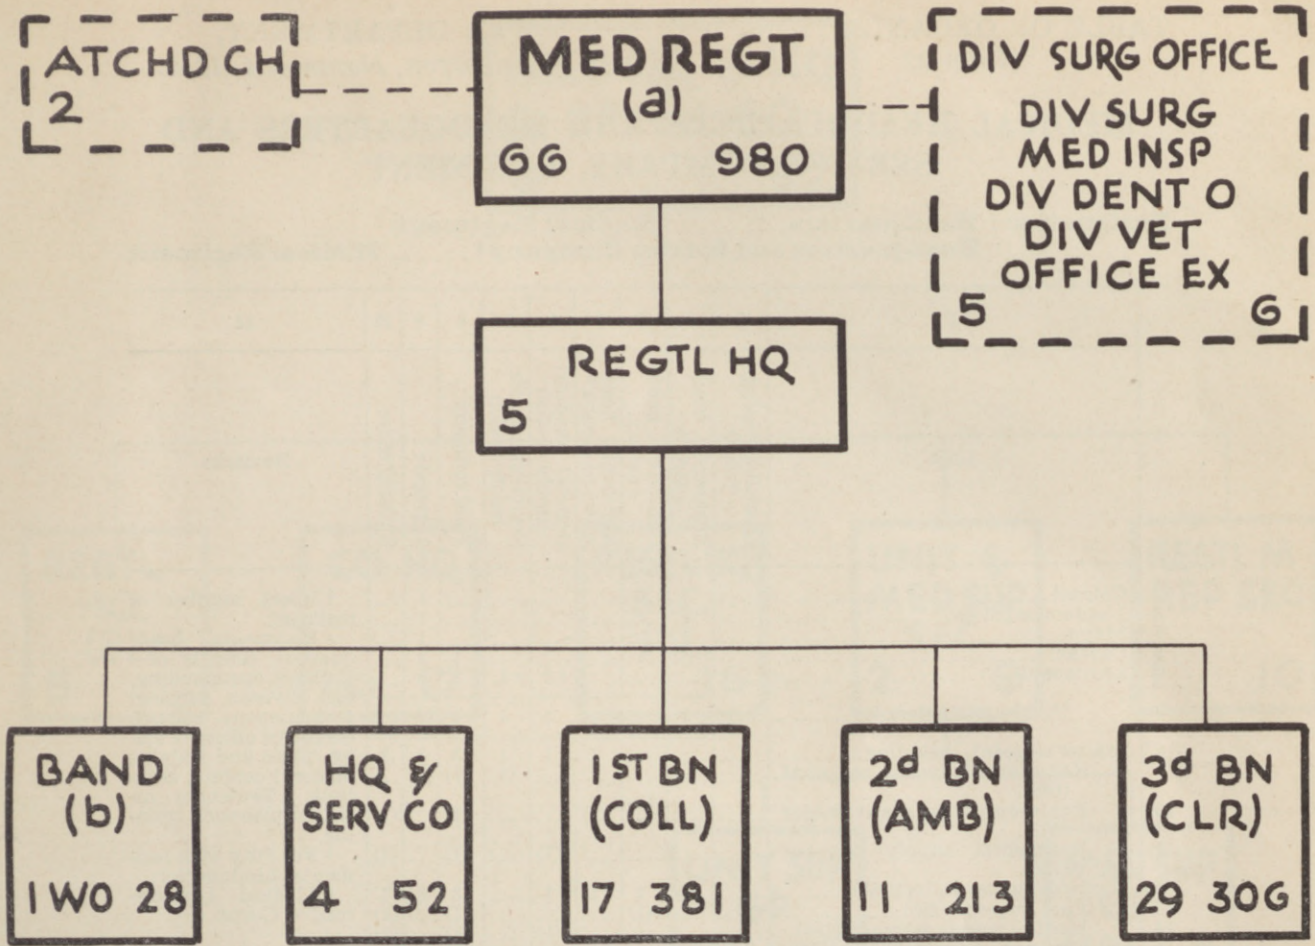 ATCHD CH
2
MED REGT
(a)
66 980
DIV SURG OFFICE
DIV SURG
MED INSP
DIV DENT O
DIV VET
OFFICE EX
5 6
REGTL HQ
5
BAND
(b)
1 WO 28
HQ &
SERV CO
4 52
1ST BN
(COLL)
17 381
2d BN
(AMB)
11 213
3d BN
(CLR)
29 306